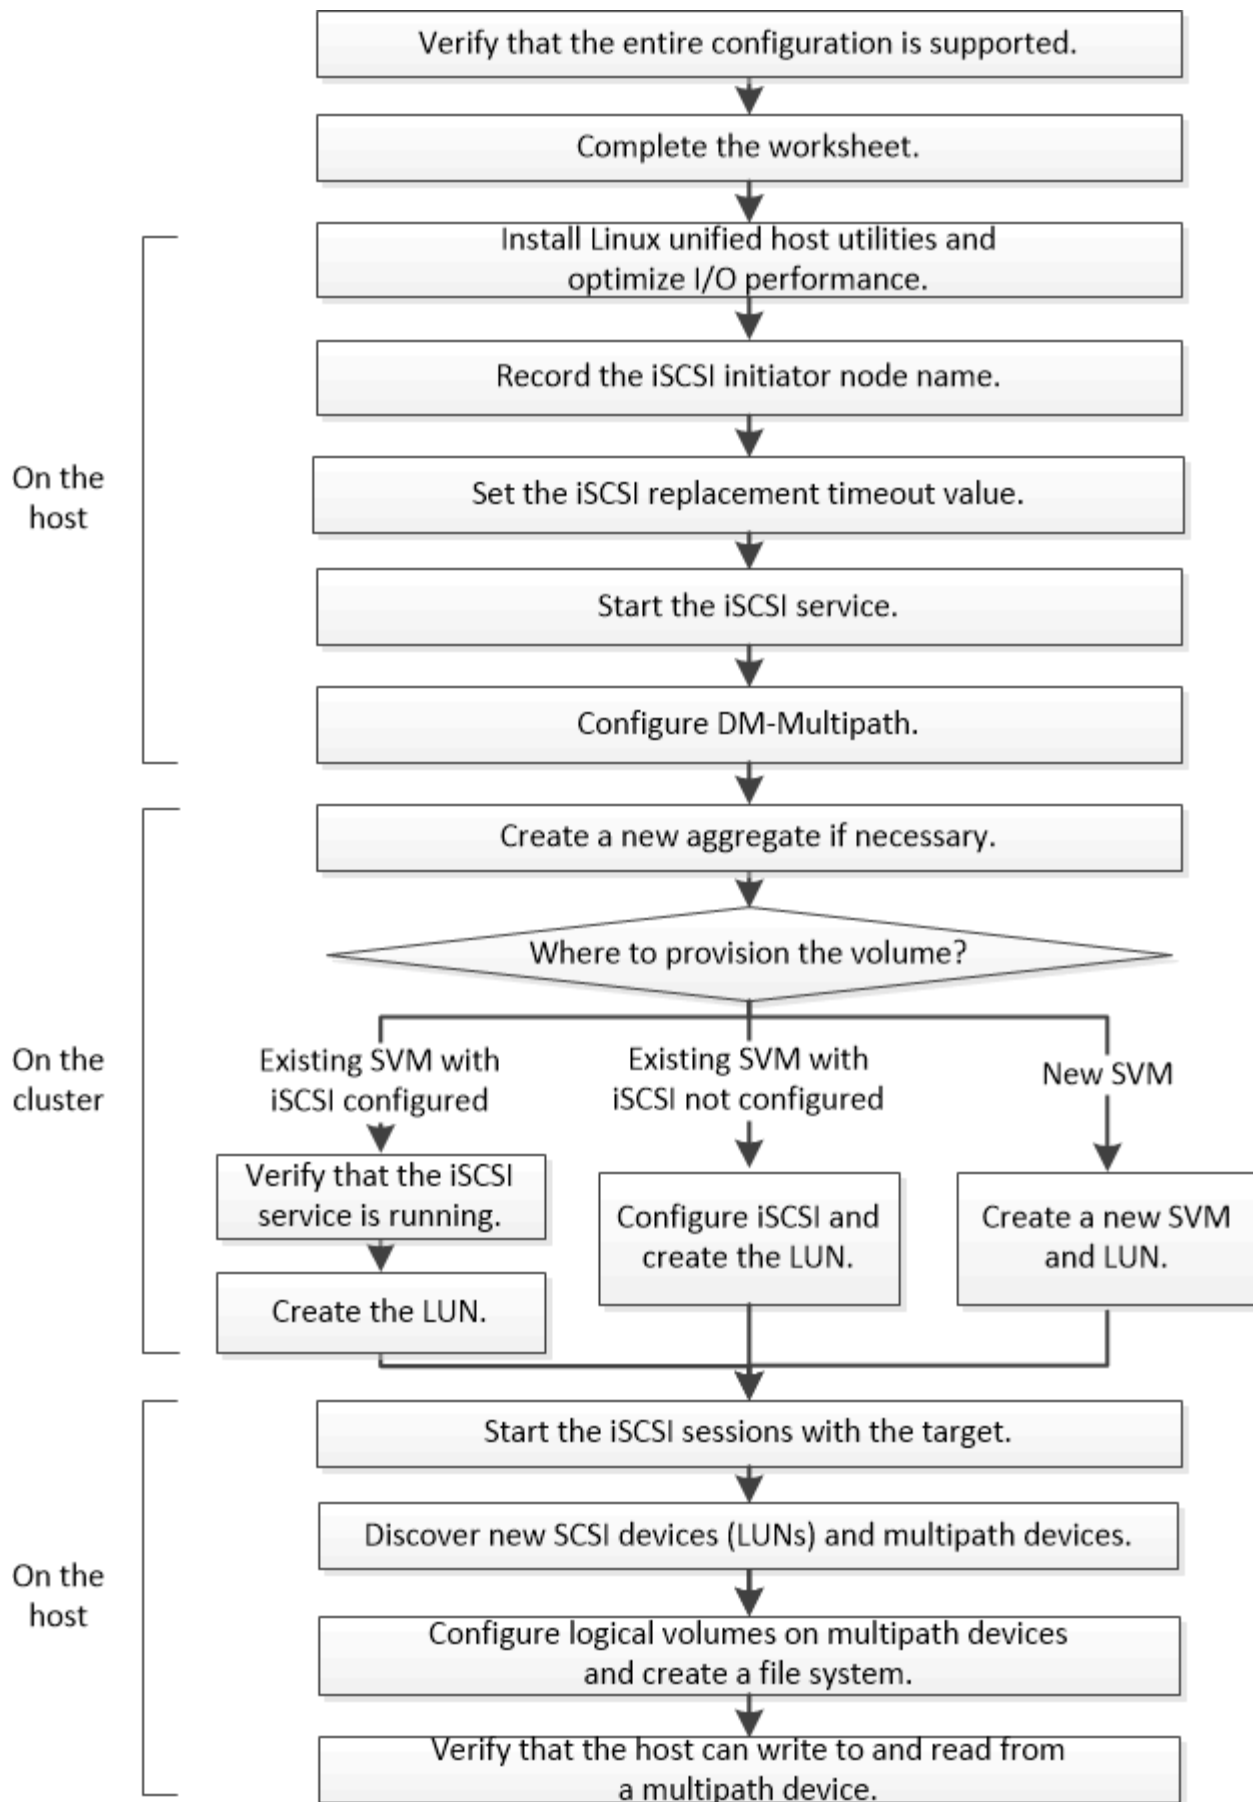 Verify that the entire configuration is supported.
Complete the worksheet.
Install Linux unified host utilities and
optimize I/O performance.
Record the iSCSI initiator node name.
On the
host
Set the iSCSI replacement timeout value.
Start the iSCSI service.
Configure DM-Multipath.
Create a new aggregate if necessary.
Where to provision the volume?
On the
cluster
Existing SVM with
iSCSI configured
Existing SVM with
iSCSI not configured
New SVM
Verify that the iSCSI
service is running.
Create the LUN.
Configure iSCSI and
create the LUN.
Create a new SVM
and LUN.
Start the iSCSI sessions with the target.
Discover new SCSI devices (LUNs) and multipath devices.
On the
host
Configure logical volumes on multipath devices
and create a file system.
Verify that the host can write to and read from
a multipath device.